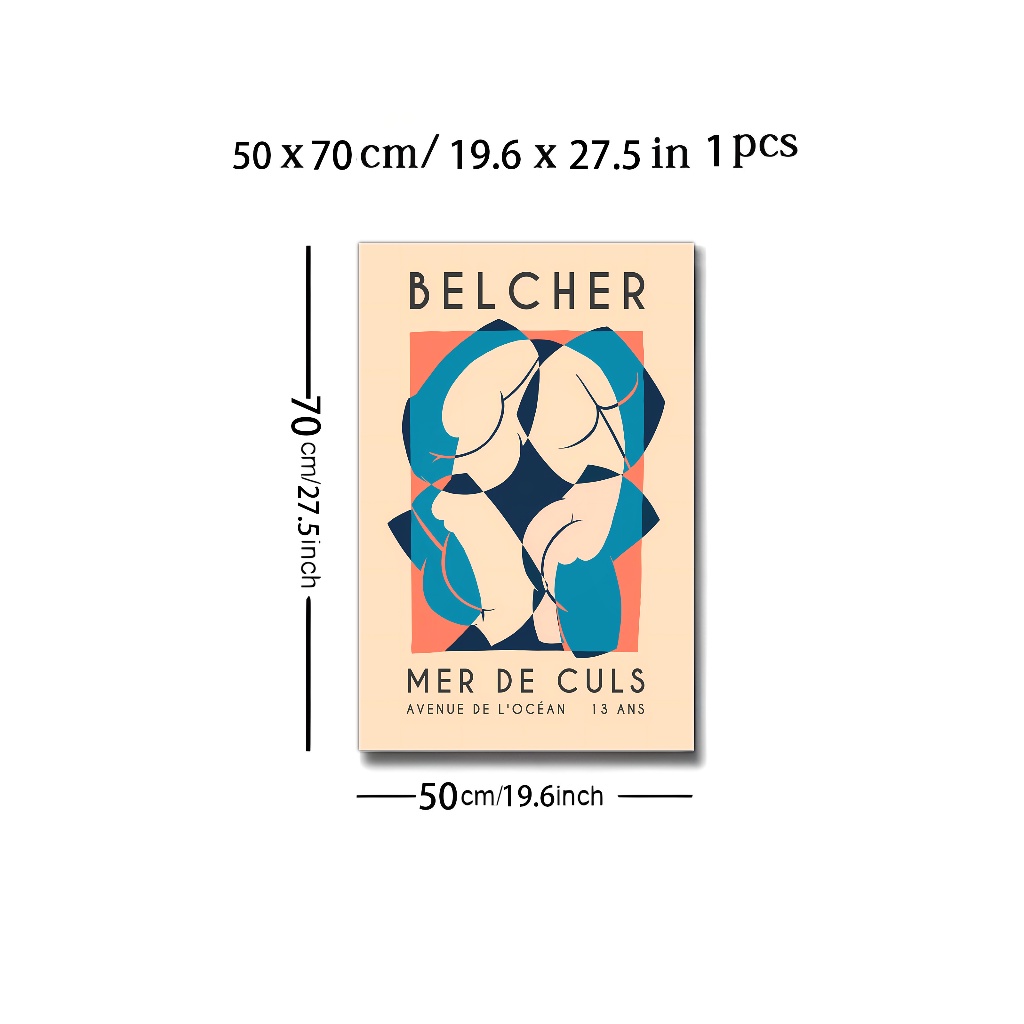 50 x 70 cm/ 19.6 x 27.5 in 1 pcs
BELCHER
70 cm/27.5 inch
MER DE CULS
AVENUE DE L'OCÉAN 13 ANS
50 cm/19.6 inch